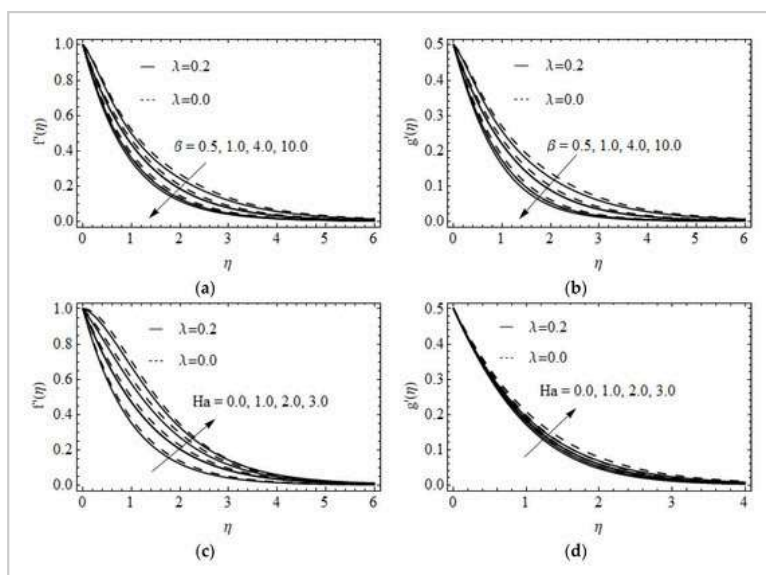 1.0
0.8
0.6
0.4
0.2
0.0
f'(η)
— λ=0.2
---- λ=0.0
β = 0.5, 1.0, 4.0, 10.0
0 1 2 3 4 5 6
η
(a)
0.5
0.4
0.3
0.2
0.1
0.0
g'(η)
— λ=0.2
---- λ=0.0
β = 0.5, 1.0, 4.0, 10.0
0 1 2 3 4 5 6
η
(b)
1.0
0.8
0.6
0.4
0.2
0.0
f'(η)
— λ=0.2
---- λ=0.0
Ha = 0.0, 1.0, 2.0, 3.0
0 1 2 3 4 5 6
η
(c)
0.5
0.4
0.3
0.2
0.1
0.0
g'(η)
— λ=0.2
---- λ=0.0
Ha = 0.0, 1.0, 2.0, 3.0
0 1 2 3 4
η
(d)